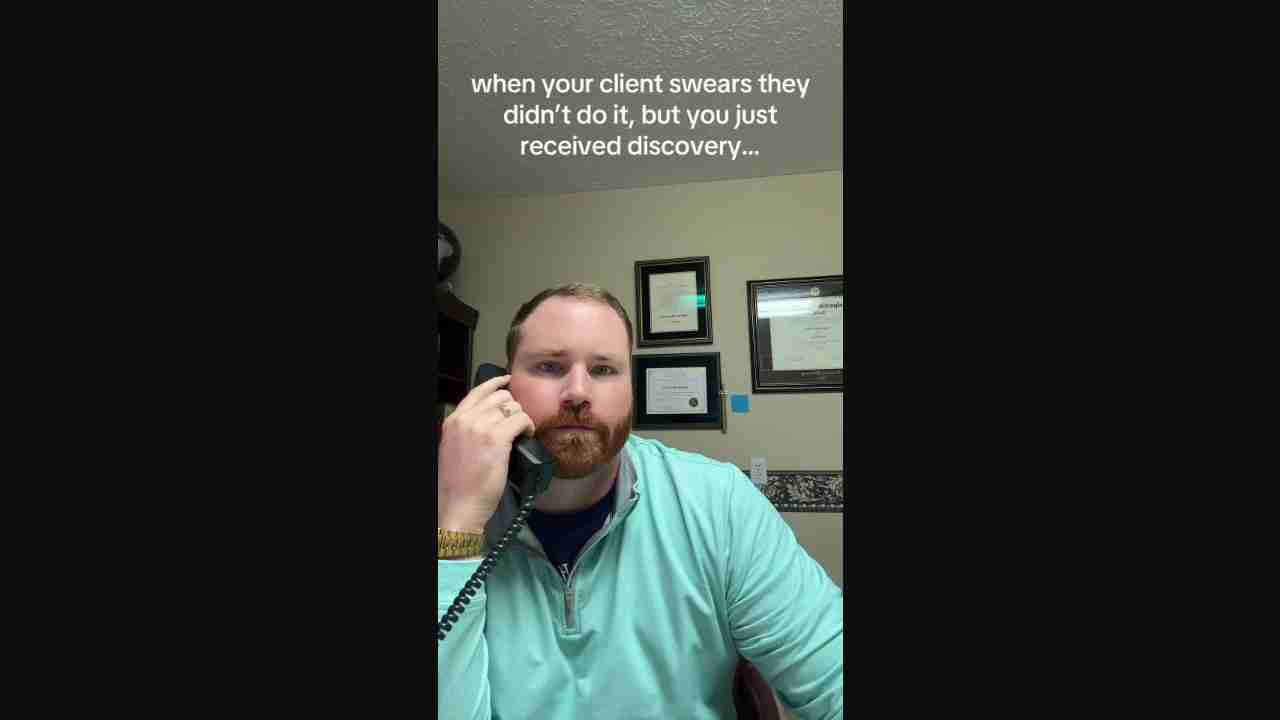 when your client swears they
didn't do it, but you just
received discovery...